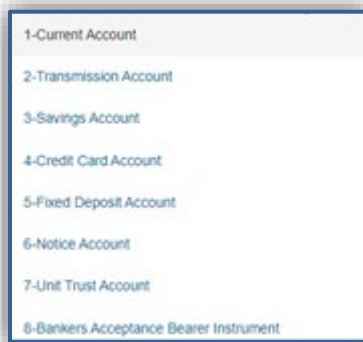 1-Current Account
2-Transmission Account
3-Savings Account
4-Credit Card Account
5-Fixed Deposit Account
6-Notice Account
7-Unit Trust Account
8-Bankers Acceptance Bearer Instrument